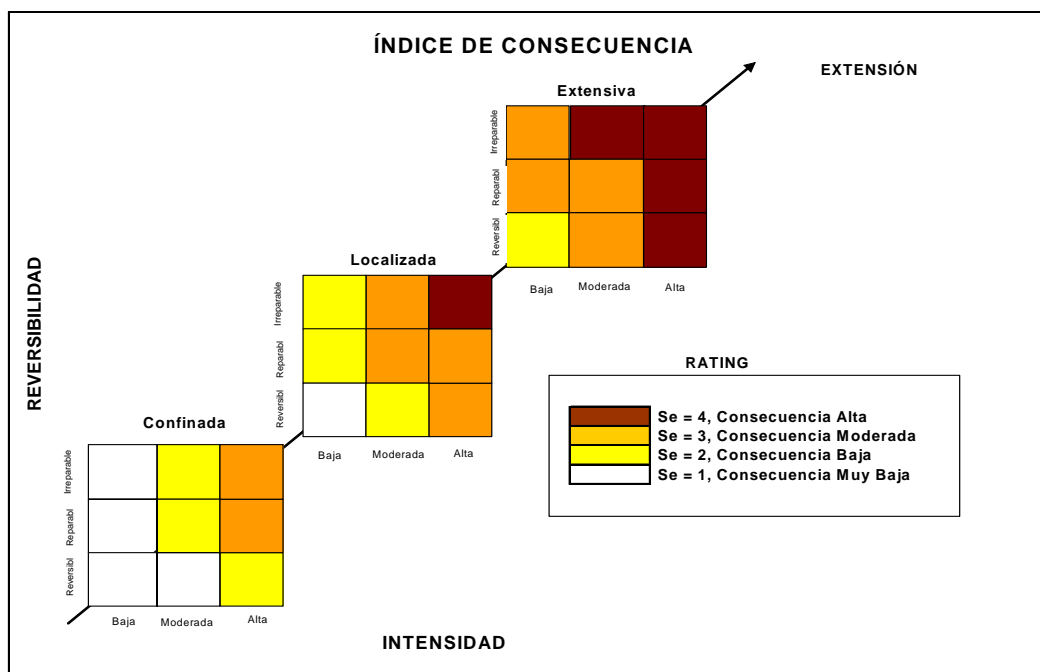 ÍNDICE DE CONSECUENCIA
EXTENSIÓN
Extensiva
Irreparable
Reparabl
Reversibl
Baja Moderada Alta
Localizada
Irreparable
Reparabl
Reversibl
Baja Moderada Alta
REVERSIBILIDAD
RATING
Se = 4, Consecuencia Alta
Se = 3, Consecuencia Moderada
Se = 2, Consecuencia Baja
Se = 1, Consecuencia Muy Baja
Confinada
Irreparable
Reparabl
Reversibl
Baja Moderada Alta
INTENSIDAD